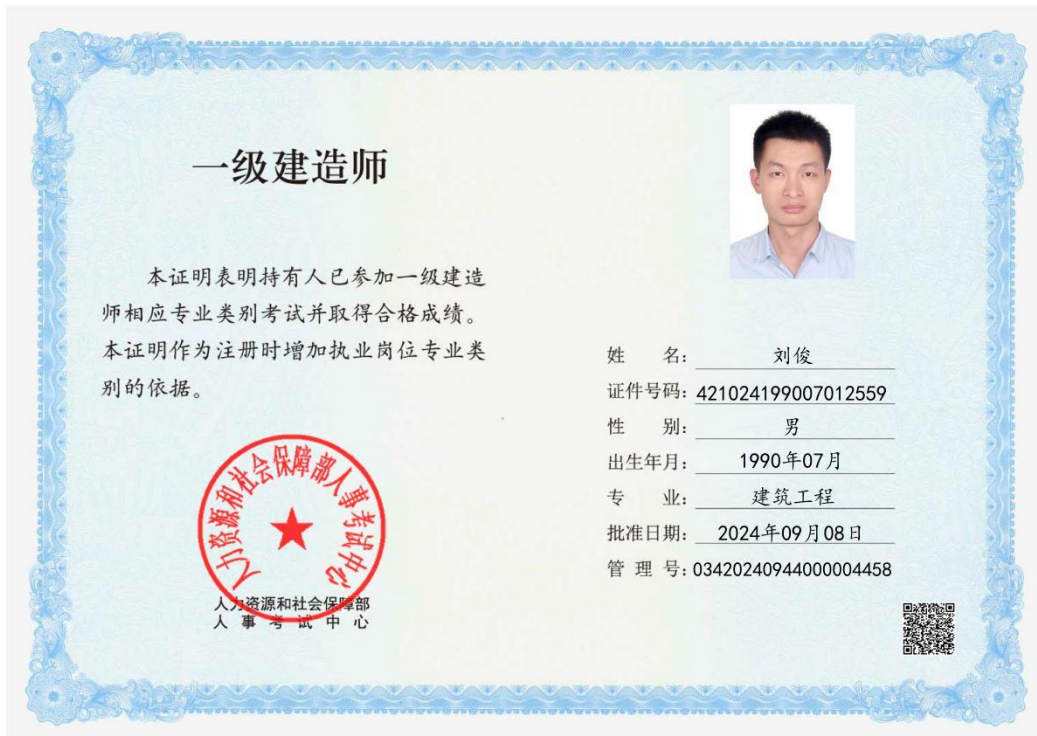 一级建造师
本证明表明持有人已参加一级建造
师相应专业类别考试并取得合格成绩。
本证明作为注册时增加执业岗位专业类
别的依据。
人力资源和社会保障部人事考试中心
人力资源和社会保障部
人事考试中心
姓 名: 刘俊
证件号码: 421024199007012559
性 别: 男
出生年月: 1990年07月
专 业: 建筑工程
批准日期: 2024年09月08日
管 理 号: 03420240944000004458